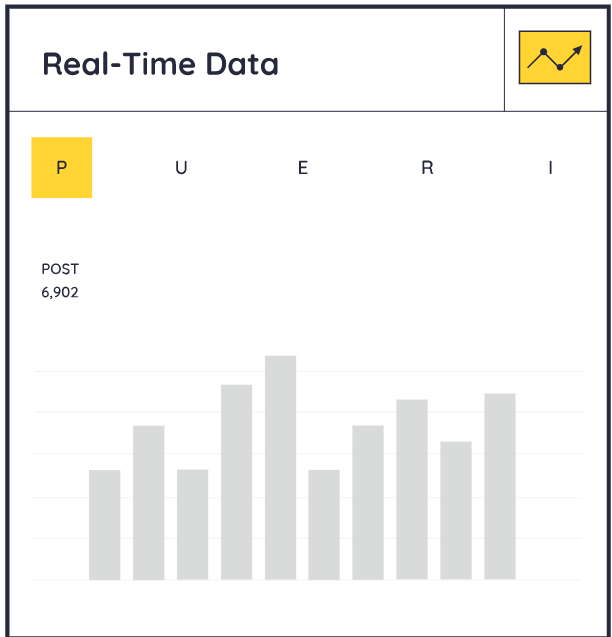 Real-Time Data
P U E R I
POST
6,902